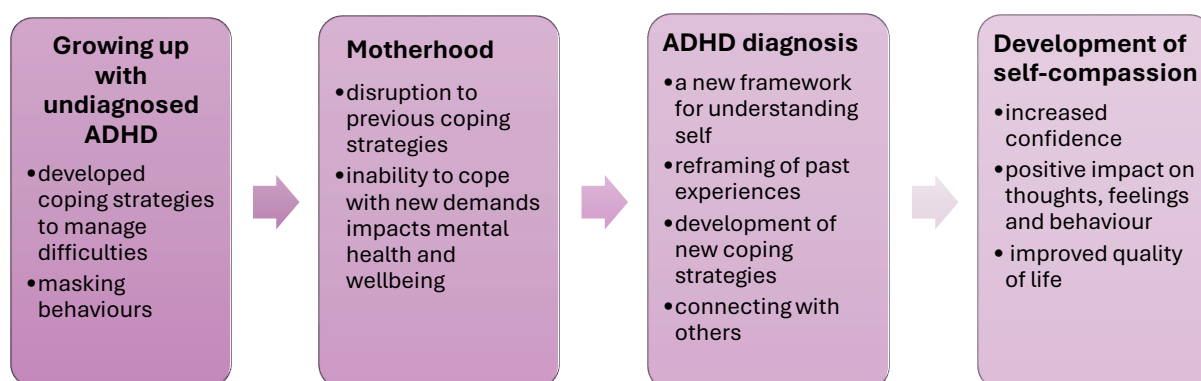 Growing up
with
undiagnosed
ADHD
•developed
coping strategies
to manage
difficulties
•masking
behaviours
Motherhood
•disruption to
previous coping
strategies
•inability to cope
with new demands
impacts mental
health and
wellbeing
ADHD diagnosis
•a new framework
for understanding
self
•reframing of past
experiences
•development of
new coping
strategies
•connecting with
others
Development of
self-compassion
•increased
confidence
•positive impact on
thoughts, feelings
and behaviour
• improved quality
of life